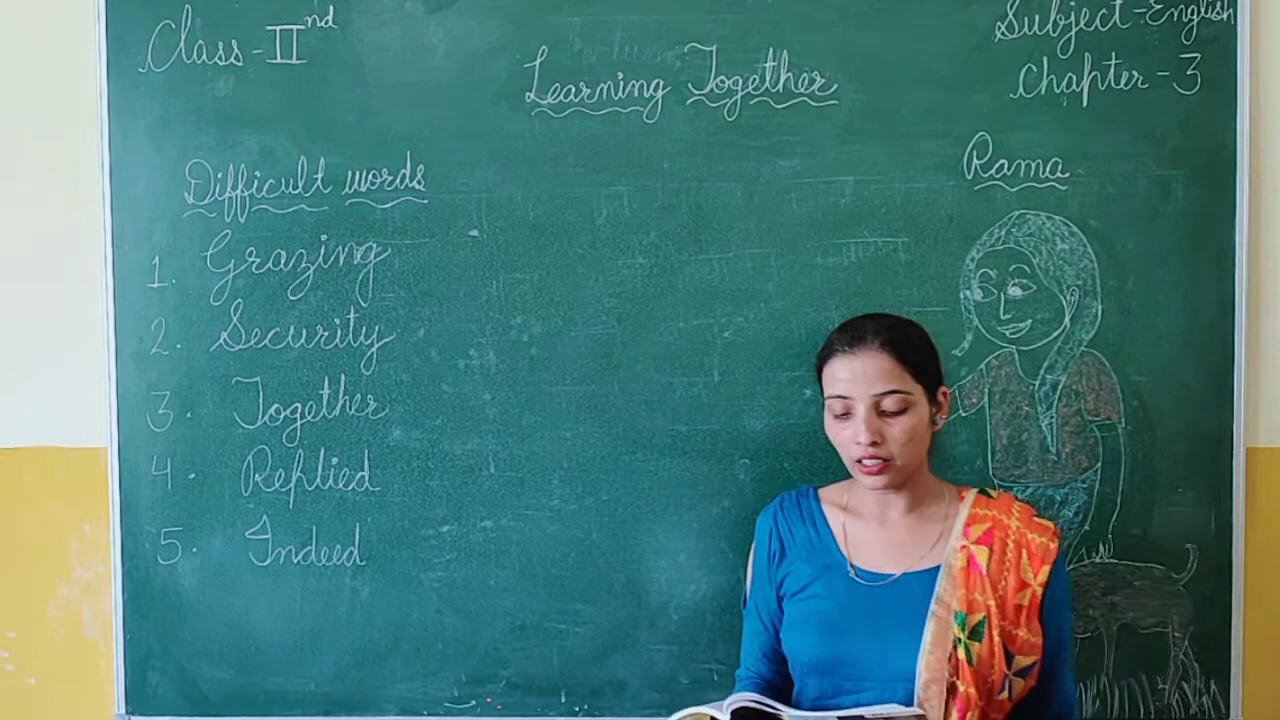 Class-IInd
Subject-English
Chapter-3
Learning Together
Rama
Difficult words
1. Grazing
2. Security
3. Together
4. Replied
5. Indeed